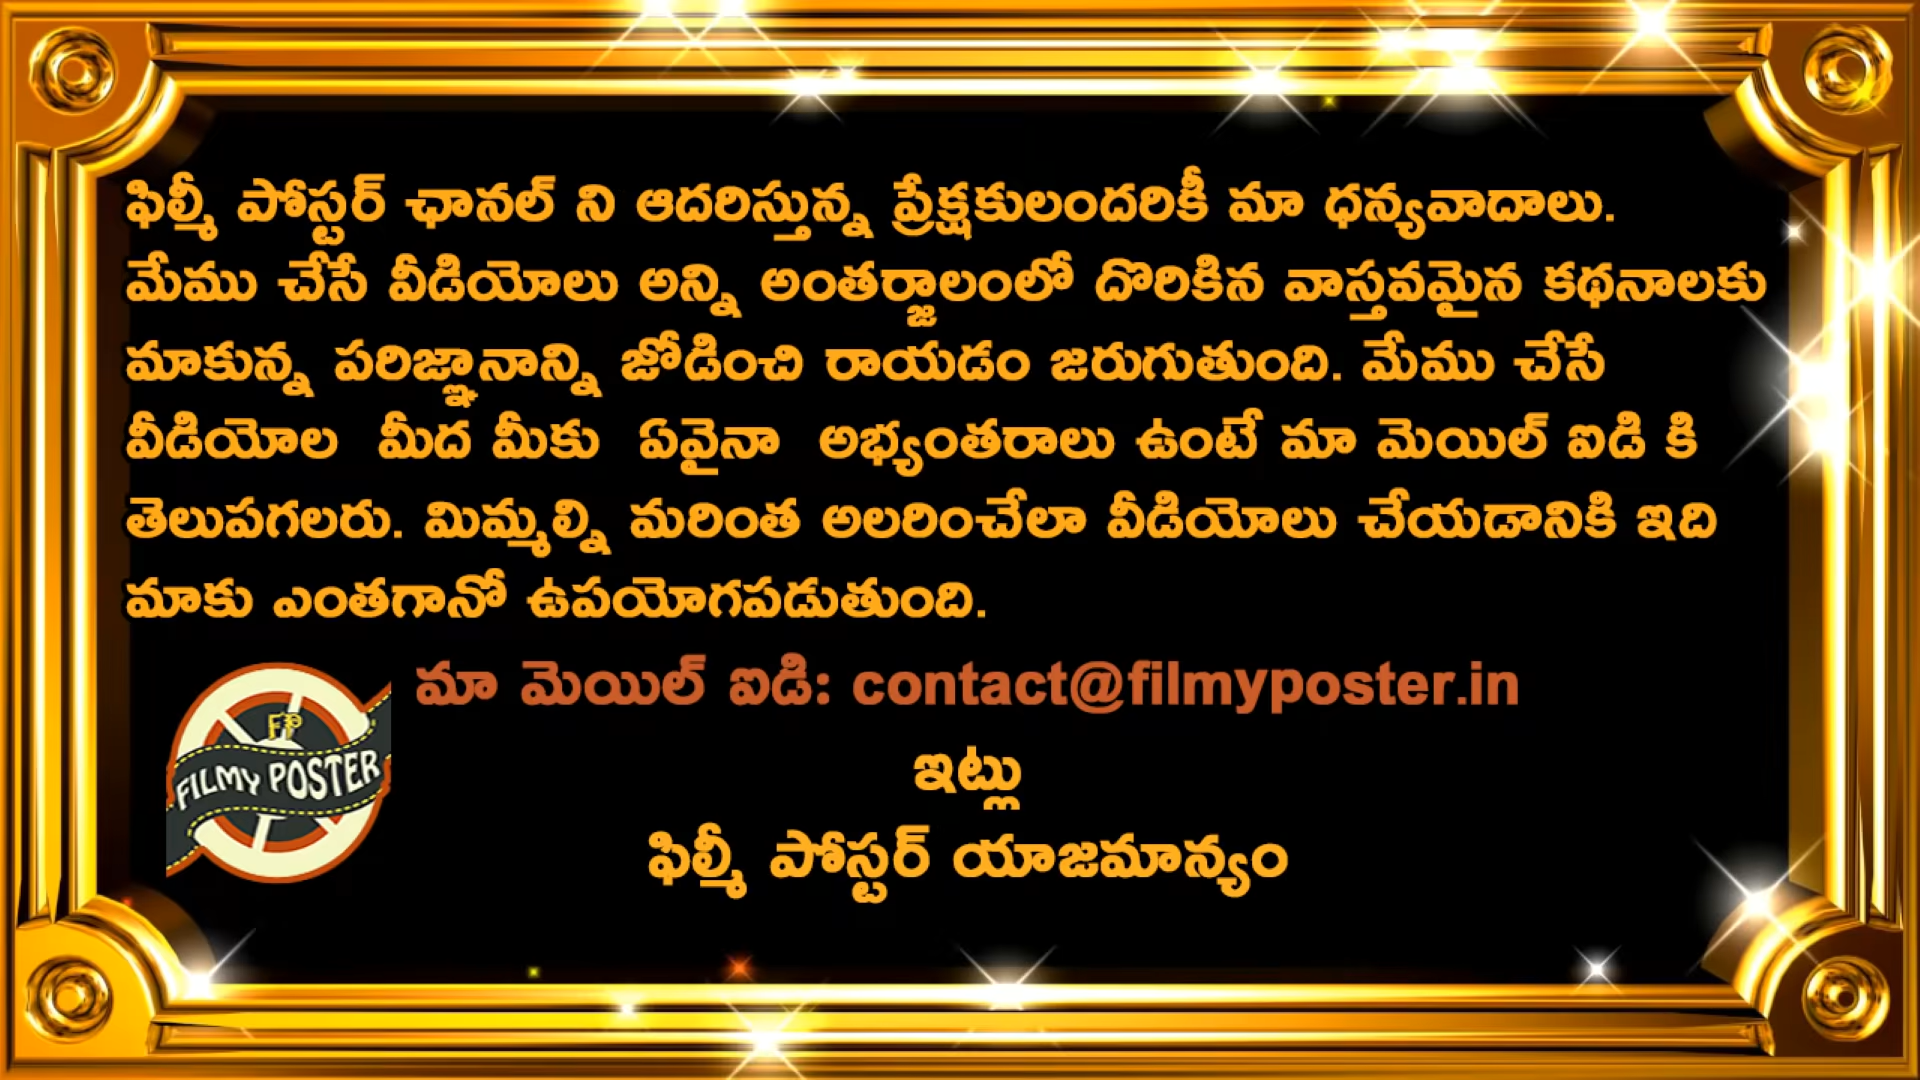 ఫిల్మీ పోస్టర్ ఛానల్ ని ఆదరిస్తున్న ప్రేక్షకులందరికీ మా ధన్యవాదాలు.
మేము చేసే వీడియోలు అన్ని అంతర్జాలంలో దొరికిన వాస్తవమైన కథనాలకు
మాకున్న పరిజ్ఞానాన్ని జోడించి రాయడం జరుగుతుంది. మేము చేసే
వీడియోల మీద మీకు ఏవైనా అభ్యంతరాలు ఉంటే మా మెయిల్ ఐడి కి
తెలుపగలరు. మిమ్మల్ని మరింత అలరించేలా వీడియోలు చేయడానికి ఇది
మాకు ఎంతగానో ఉపయోగపడుతుంది.
మా మెయిల్ ఐడి: contact@filmyposter.in
FP
FILMY POSTER
ఇట్లు
ఫిల్మీ పోస్టర్ యాజమాన్యం